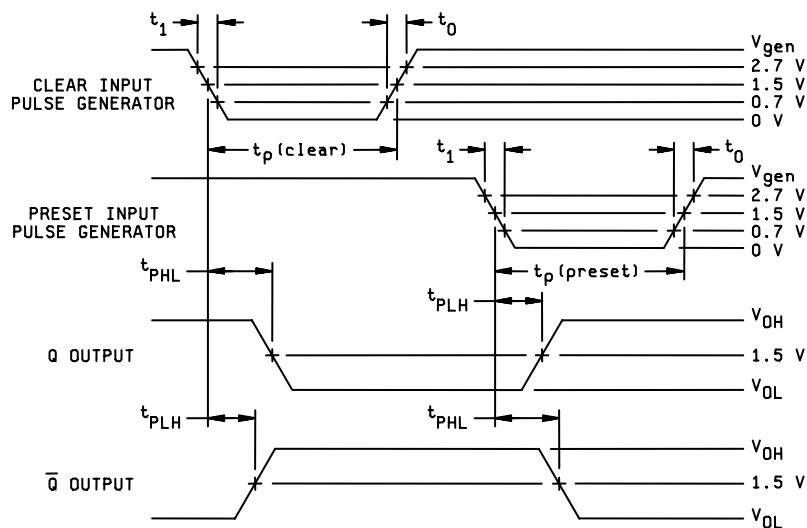 t1
t0
Vgen
2.7 V
CLEAR INPUT
PULSE GENERATOR
1.5 V
0.7 V
0 V
tp(clear)
t1
t0
Vgen
2.7 V
PRESET INPUT
PULSE GENERATOR
1.5 V
0.7 V
0 V
tPHL
tp(preset)
tPLH
VOH
Q OUTPUT
1.5 V
VOL
tPLH
tPHL
VOH
Q̅ OUTPUT
1.5 V
VOL